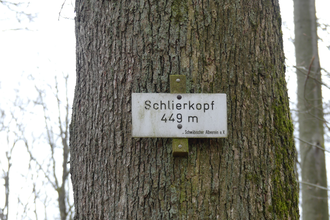 Schlierkopf
449 m
Schwäbischer Albverein e.V.